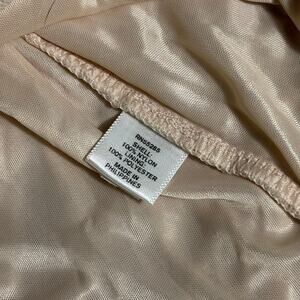 RN55285
SHELL
100% NYLON
LINING
100% POLYESTER
MADE IN
PHILIPPINES